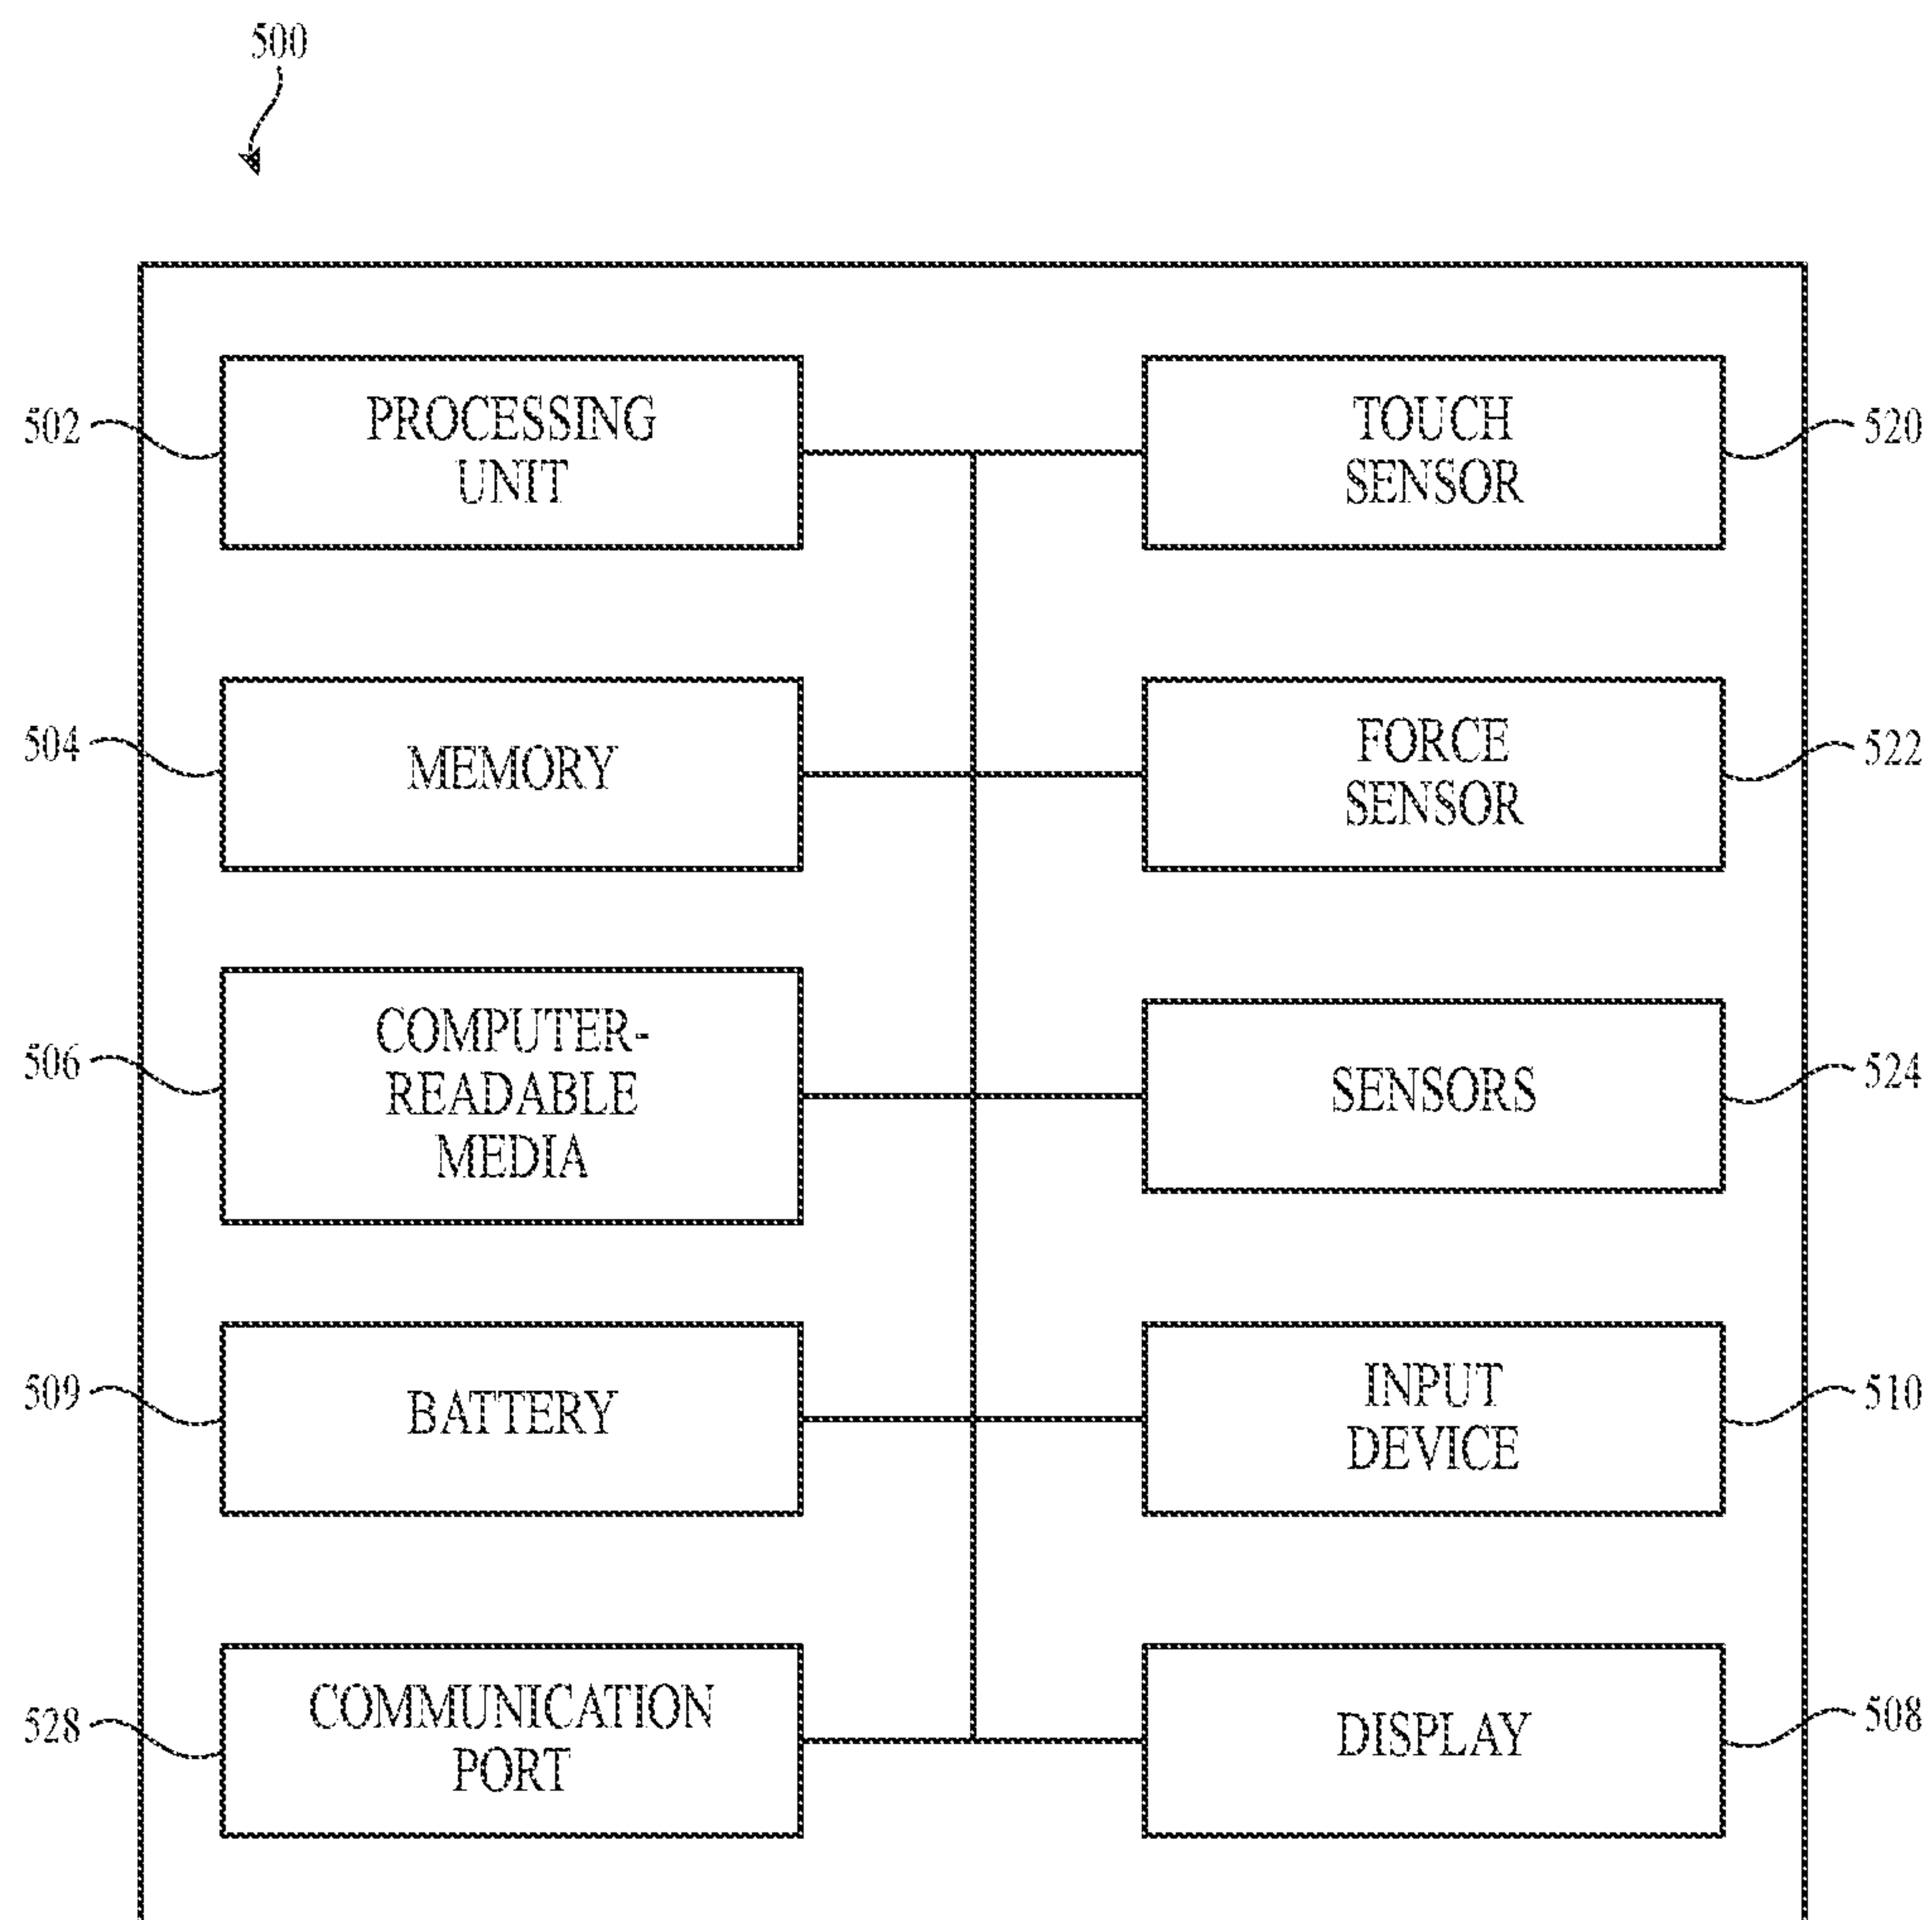 500
502
PROCESSING
UNIT
TOUCH
SENSOR
520
504
MEMORY
FORCE
SENSOR
522
506
COMPUTER-
READABLE
MEDIA
SENSORS
524
509
BATTERY
INPUT
DEVICE
510
528
COMMUNICATION
PORT
DISPLAY
508